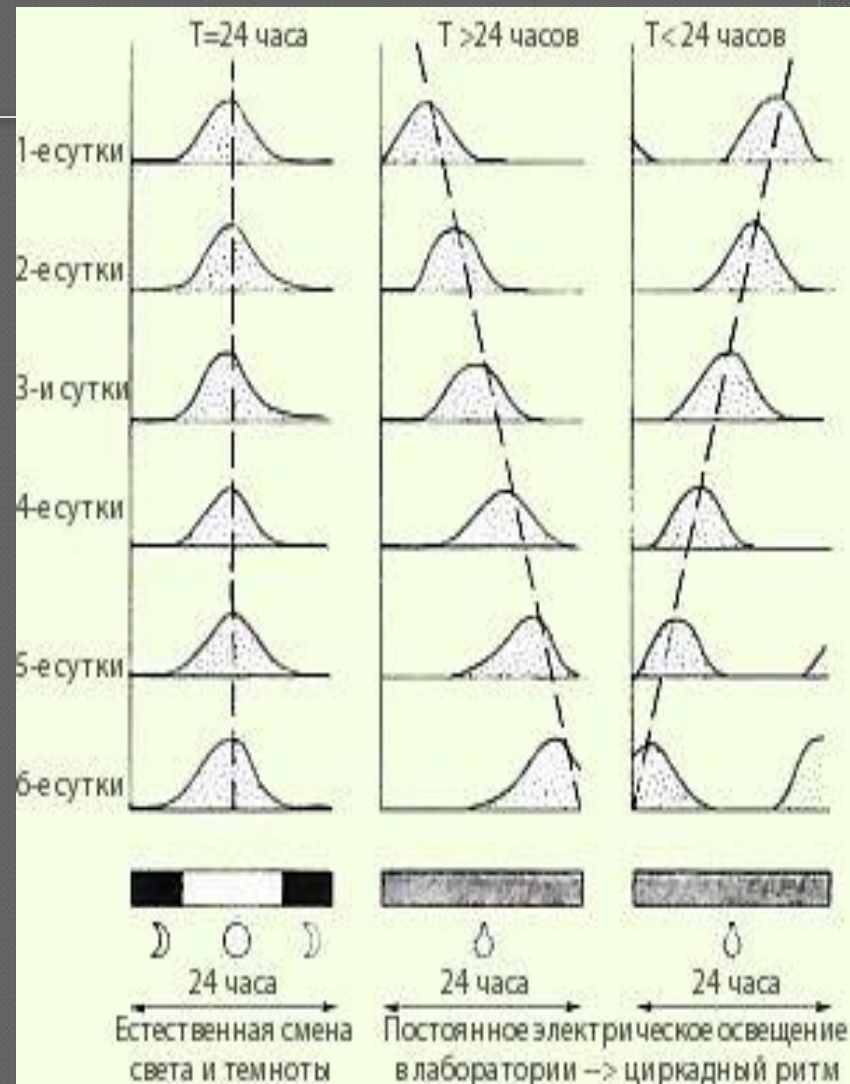 T=24 часа
T >24 часов
T< 24 часов
1-е сутки
2-е сутки
3-и сутки
4-е сутки
5-е сутки
6-е сутки
24 часа
24 часа
24 часа
Естественная смена
света и темноты
Постоянное электрическое освещение
в лаборатории --> циркадный ритм